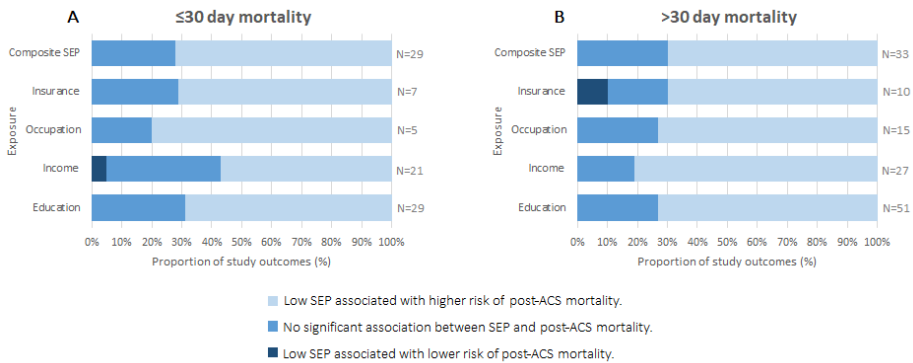 A
≤30 day mortality
Exposure
Composite SEP
N=29
Insurance
N=7
Occupation
N=5
Income
N=21
Education
N=29
0% 10% 20% 30% 40% 50% 60% 70% 80% 90% 100%
Proportion of study outcomes (%)
B
>30 day mortality
Exposure
Composite SEP
N=33
Insurance
N=10
Occupation
N=15
Income
N=27
Education
N=51
0% 10% 20% 30% 40% 50% 60% 70% 80% 90% 100%
Proportion of study outcomes (%)
Low SEP associated with higher risk of post-ACS mortality.
No significant association between SEP and post-ACS mortality.
Low SEP associated with lower risk of post-ACS mortality.